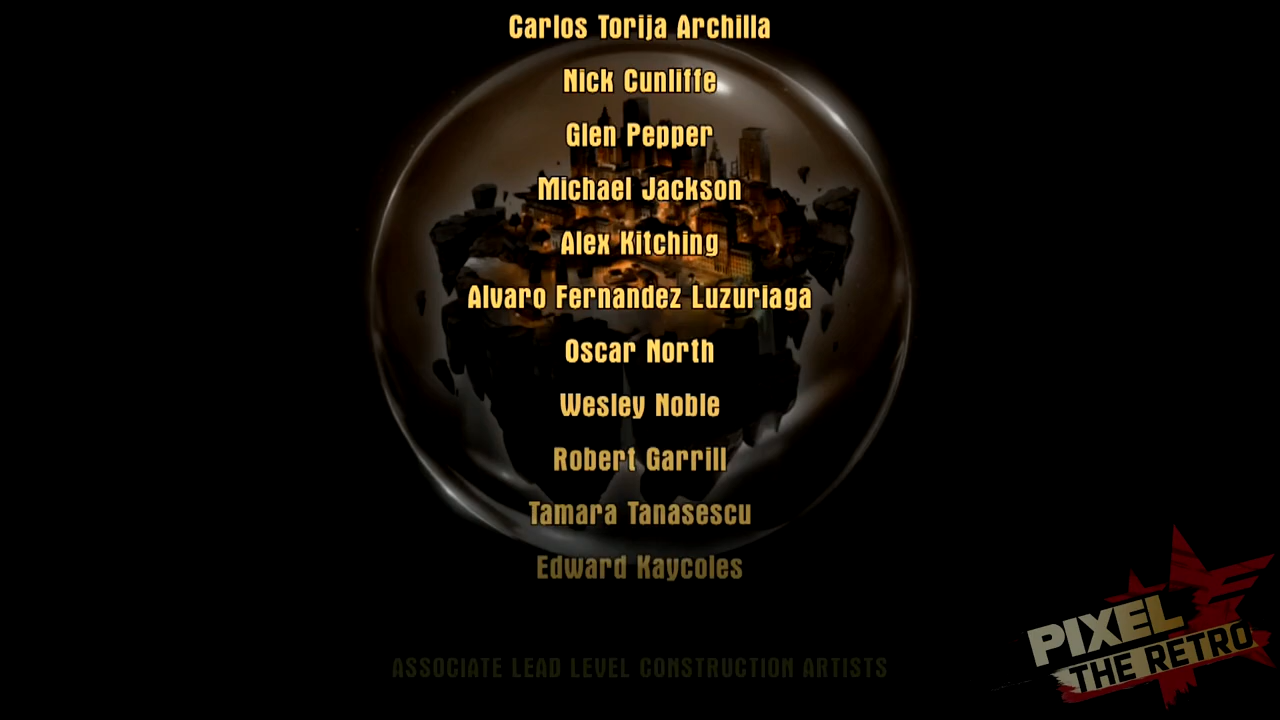 Carlos Torija Archilla
Nick Cunliffe
Glen Pepper
Michael Jackson
Alex Kitching
Alvaro Fernandez Luzuriaga
Oscar North
Wesley Noble
Robert Garrill
Tamara Tanasescu
Edward Kaycoles
ASSOCIATE LEAD LEVEL CONSTRUCTION ARTISTS
PIXEL
THE RETRO